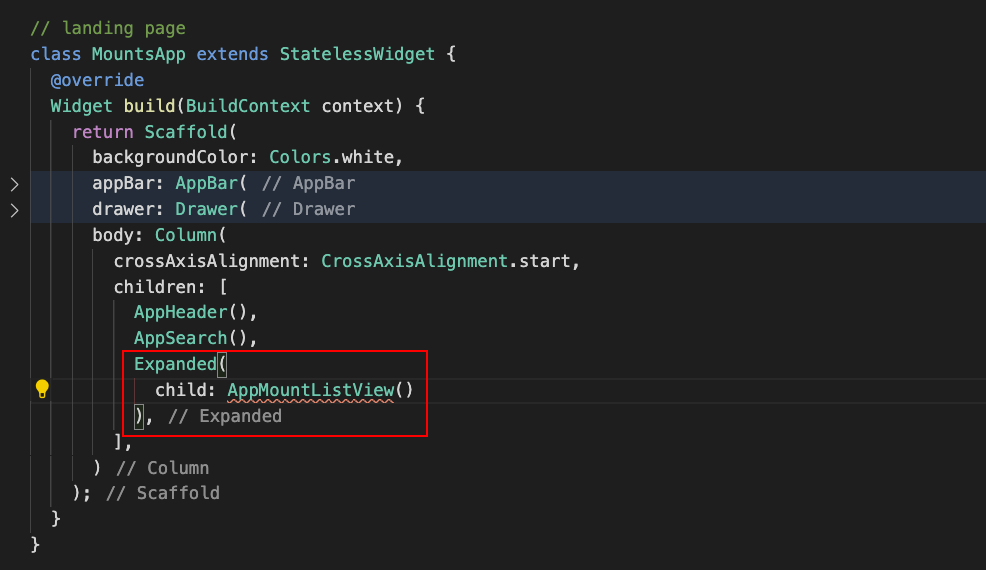 // landing page
class MountsApp extends StatelessWidget {
  @override
  Widget build(BuildContext context) {
    return Scaffold(
      backgroundColor: Colors.white,
      appBar: AppBar( // AppBar
      drawer: Drawer( // Drawer
      body: Column(
        crossAxisAlignment: CrossAxisAlignment.start,
        children: [
          AppHeader(),
          AppSearch(),
          Expanded(
            child: AppMountListView()
          ), // Expanded
        ],
      ) // Column
    ); // Scaffold
  }
}